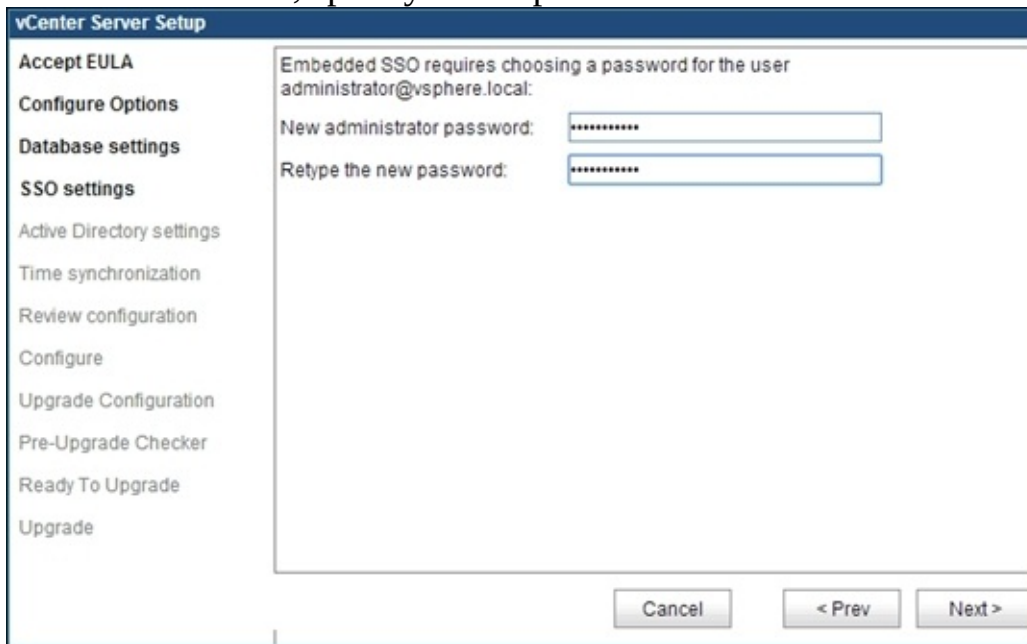 vCenter Server Setup
Accept EULA
Configure Options
Database settings
SSO settings
Active Directory settings
Time synchronization
Review configuration
Configure
Upgrade Configuration
Pre-Upgrade Checker
Ready To Upgrade
Upgrade
Embedded SSO requires choosing a password for the user
administrator@vsphere.local:
New administrator password: •••••••••••
Retype the new password: •••••••••••
Cancel
< Prev
Next >